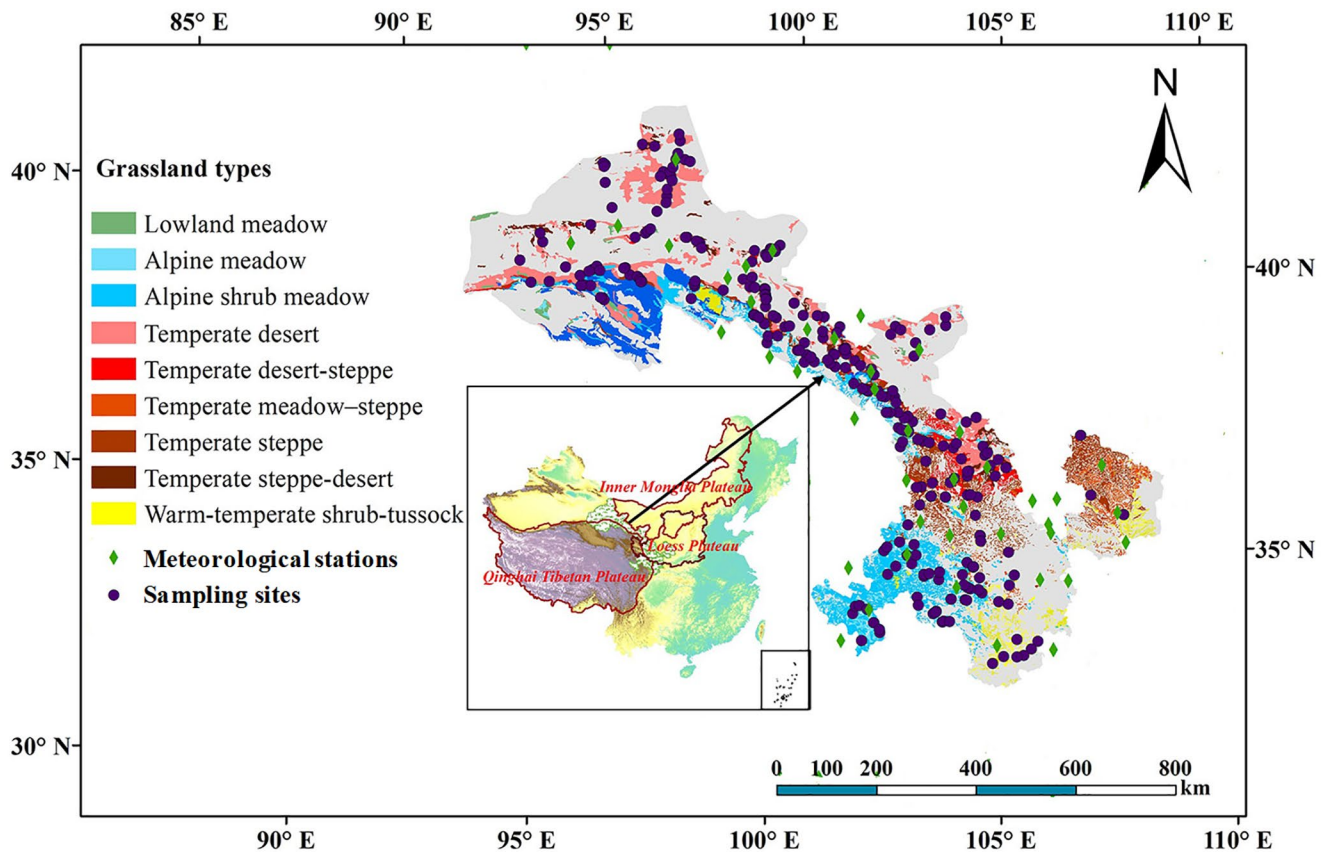 85° E 90° E 95° E 100° E 105° E 110° E
N
40° N
Grassland types
Lowland meadow
Alpine meadow
40° N
Alpine shrub meadow
Temperate desert
Temperate desert-steppe
Temperate meadow–steppe
Temperate steppe
35° N
Temperate steppe-desert
Inner Monglia Plateau
Warm-temperate shrub-tussock
Loess Plateau
Meteorological stations
35° N
Qinghai Tibetan Plateau
Sampling sites
30° N
0 100 200 400 600 800
km
90° E 95° E 100° E 105° E 110° E